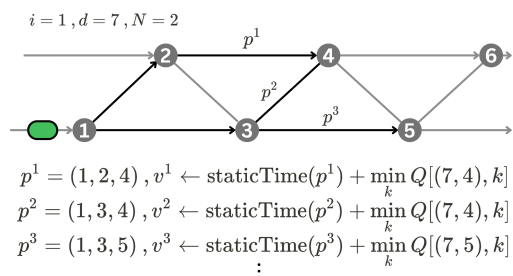 i = 1 , d = 7 , N = 2
2 p¹ 4 6
p²
1 3 p³ 5
p¹ = (1, 2, 4) , v¹ ← staticTime(p¹) + min_k Q[(7, 4), k]
p² = (1, 3, 4) , v² ← staticTime(p²) + min_k Q[(7, 4), k]
p³ = (1, 3, 5) , v³ ← staticTime(p³) + min_k Q[(7, 5), k]
⋮